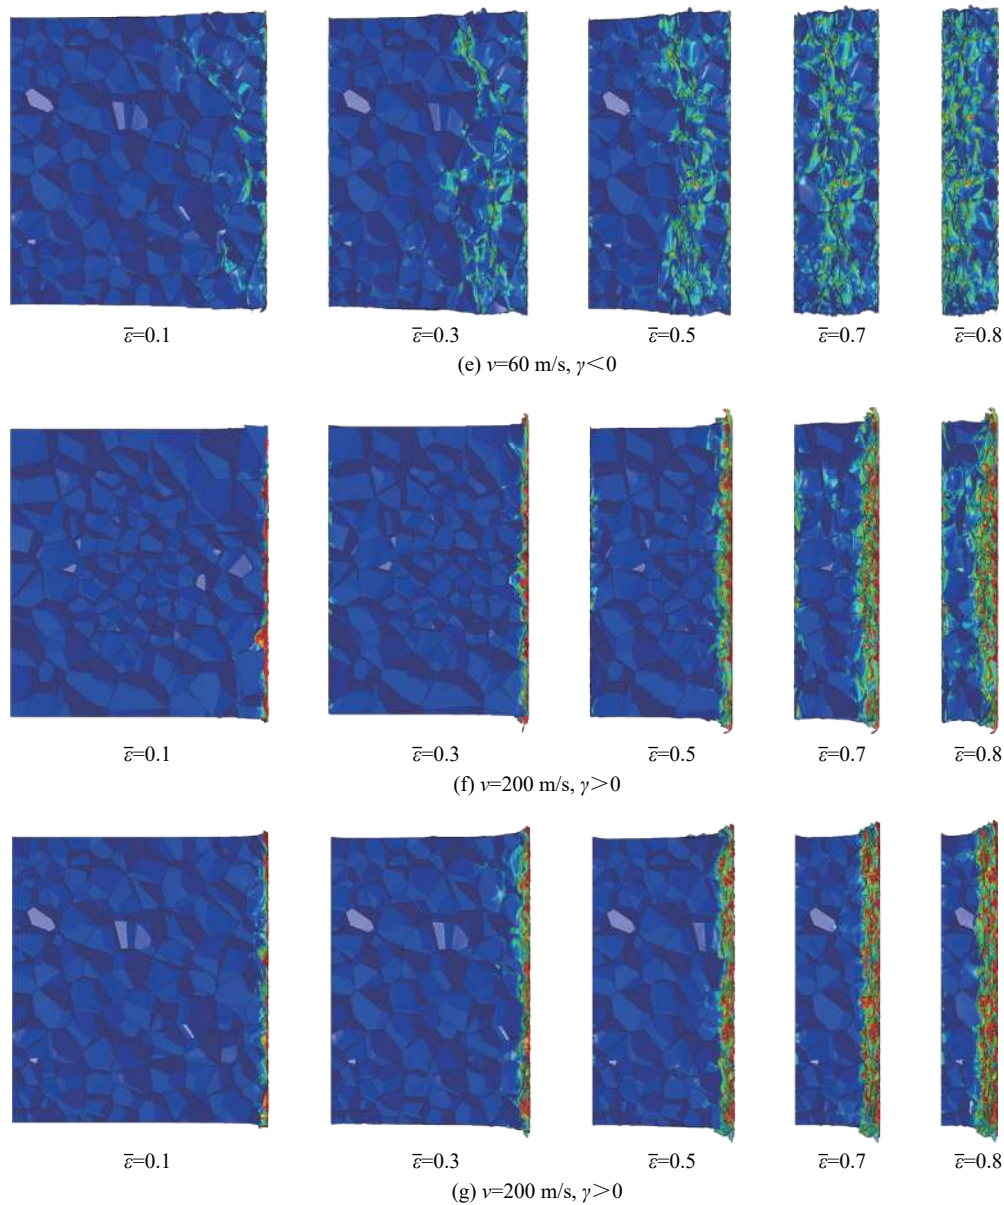 ε̅=0.1 ε̅=0.3 ε̅=0.5 ε̅=0.7 ε̅=0.8
(e) v=60 m/s, γ<0
ε̅=0.1 ε̅=0.3 ε̅=0.5 ε̅=0.7 ε̅=0.8
(f) v=200 m/s, γ>0
ε̅=0.1 ε̅=0.3 ε̅=0.5 ε̅=0.7 ε̅=0.8
(g) v=200 m/s, γ>0